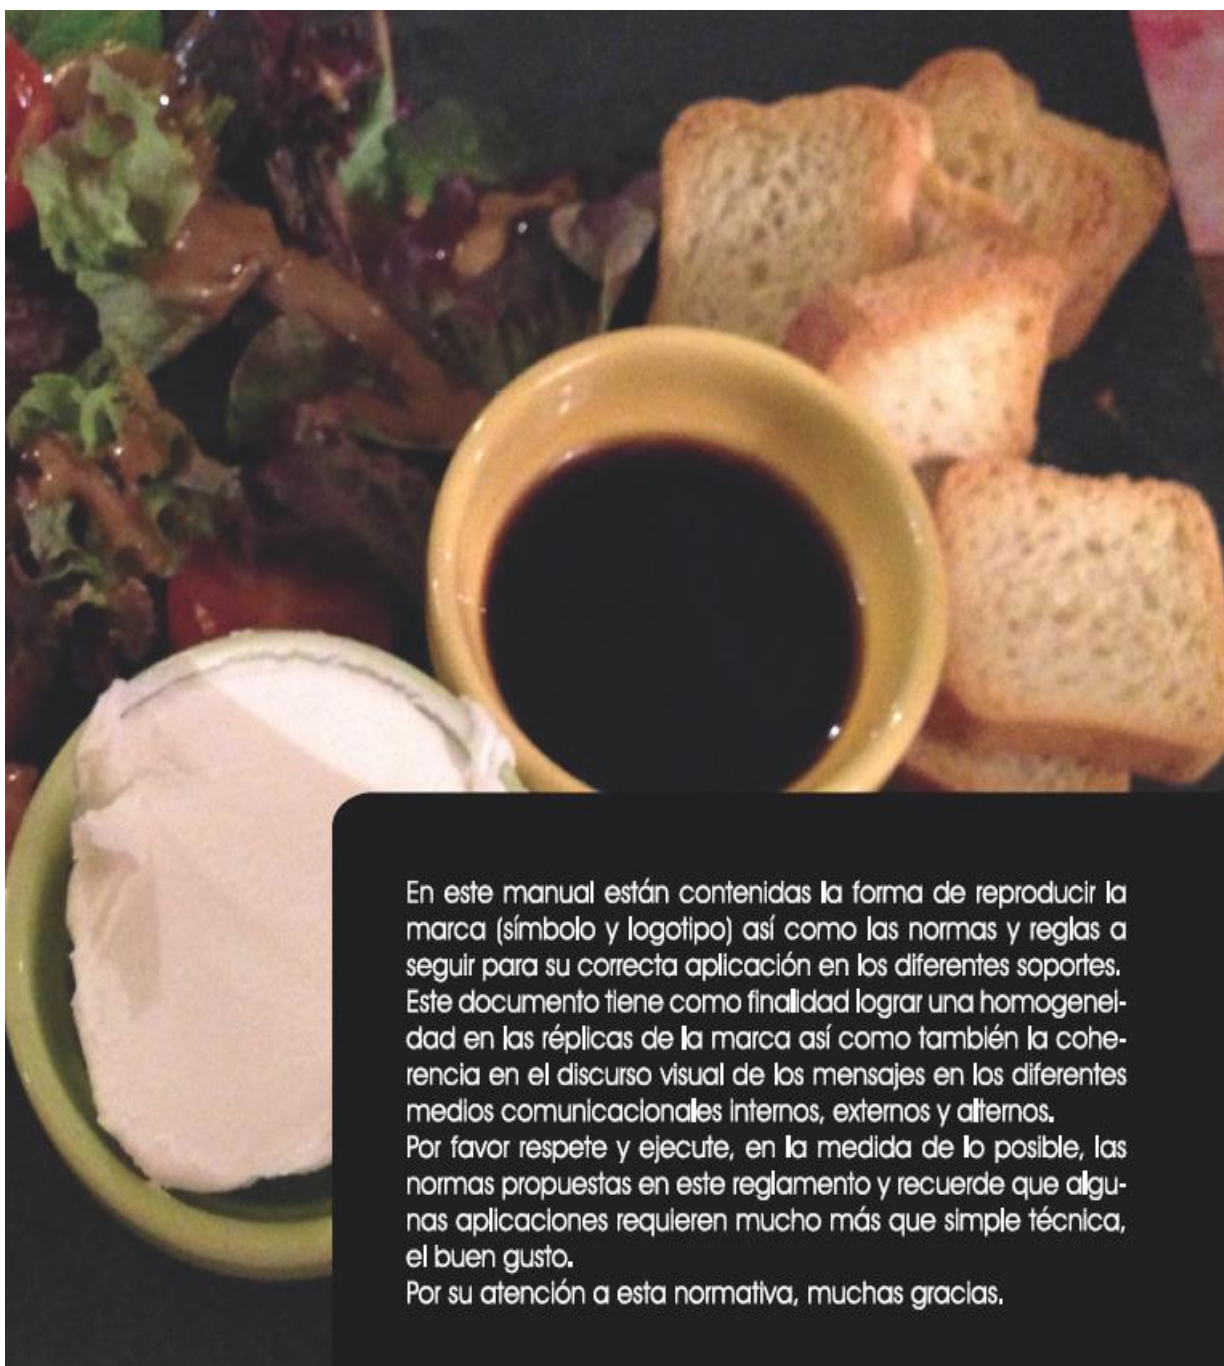 En este manual están contenidas la forma de reproducir la
marca (símbolo y logotipo) así como las normas y reglas a
seguir para su correcta aplicación en los diferentes soportes.
Este documento tiene como finalidad lograr una homogenei-
dad en las réplicas de la marca así como también la cohe-
rencia en el discurso visual de los mensajes en los diferentes
medios comunicacionales internos, externos y alternos.
Por favor respete y ejecute, en la medida de lo posible, las
normas propuestas en este reglamento y recuerde que algu-
nas aplicaciones requieren mucho más que simple técnica,
el buen gusto.
Por su atención a esta normativa, muchas gracias.